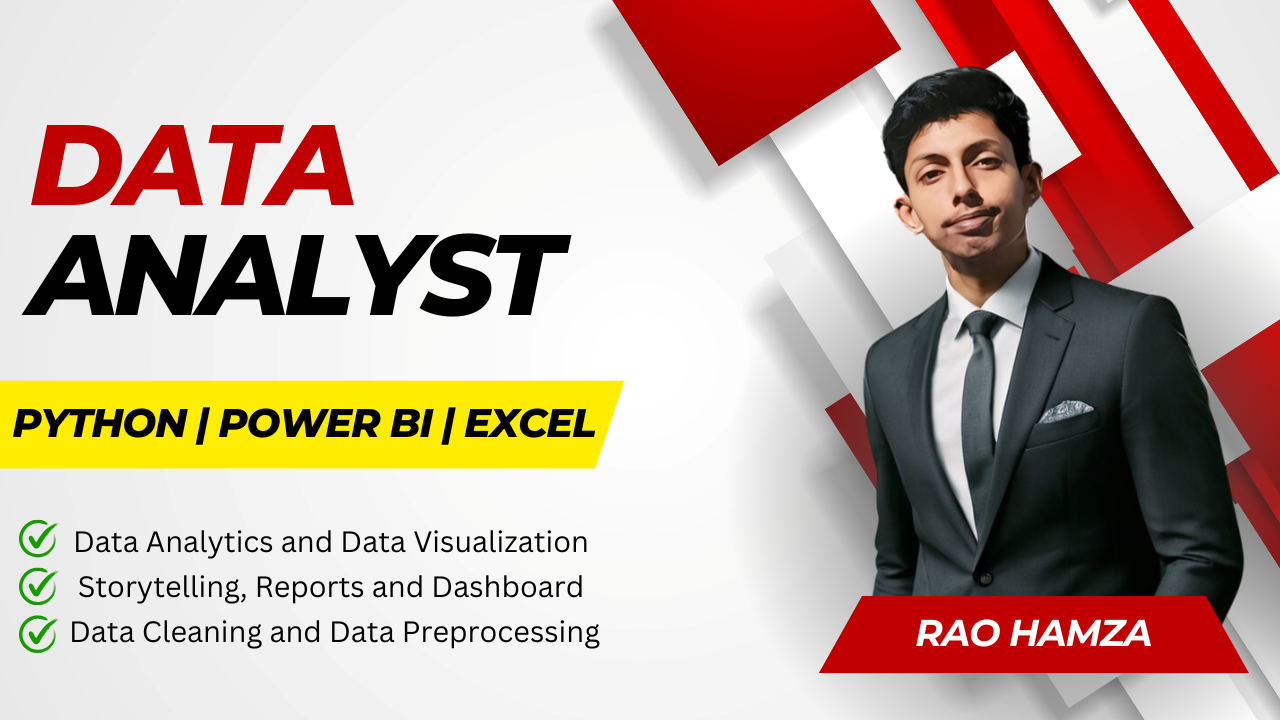 DATA
ANALYST
PYTHON | POWER BI | EXCEL
Data Analytics and Data Visualization
Storytelling, Reports and Dashboard
Data Cleaning and Data Preprocessing
RAO HAMZA